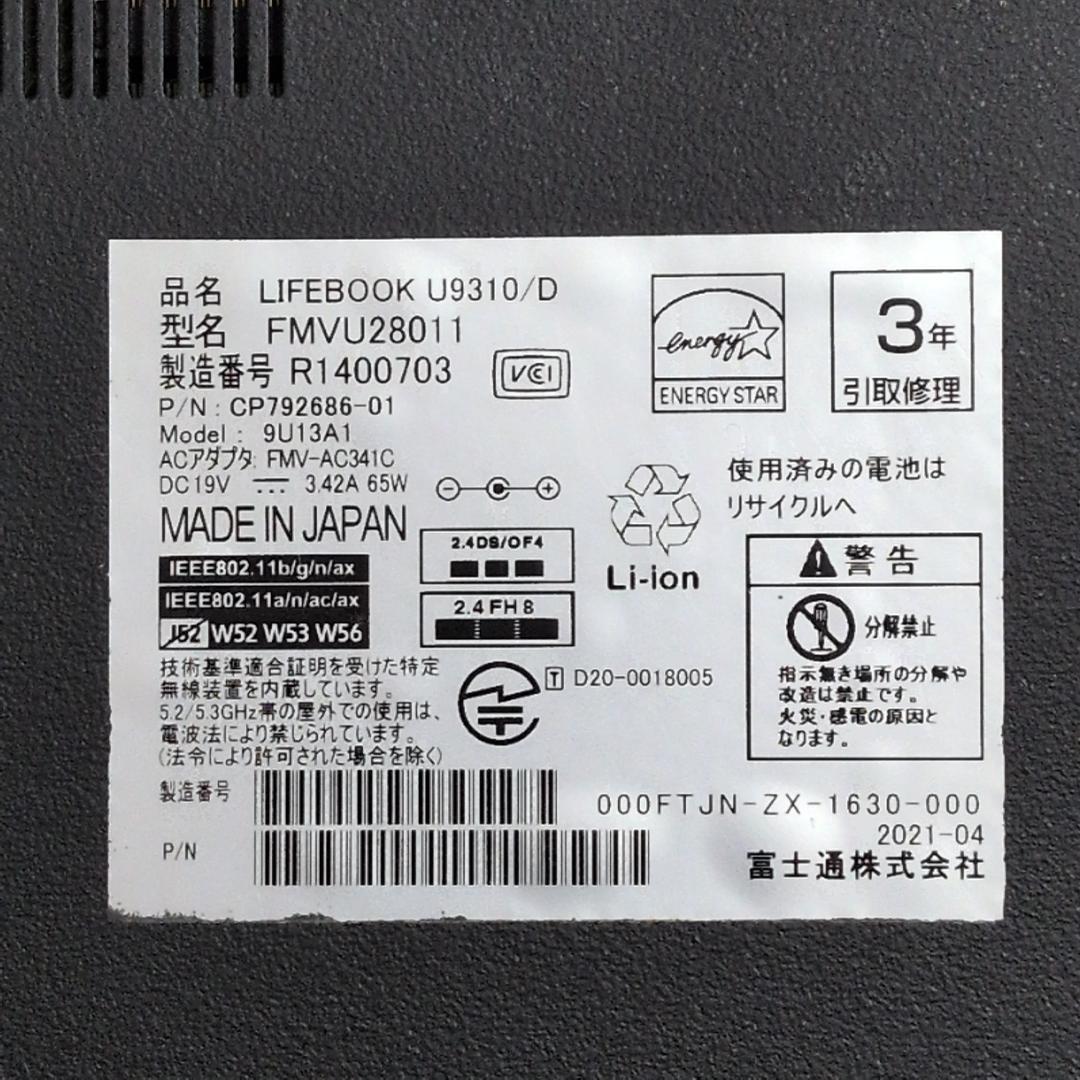 品名 LIFEBOOK U9310/D
型名 FMVU28011
製造番号 R1400703
VCI
P/N : CP792686-01
Model : 9U13A1
ACアダプタ: FMV-AC341C
DC19V 3.42A 65W
MADE IN JAPAN
IEEE802.11b/g/n/ax
IEEE802.11a/n/ac/ax
J52 W52 W53 W56
2.4DS/OF4
2.4FH8
energy
ENERGY STAR
3年
引取修理
使用済みの電池は
リサイクルへ
Li-ion
警告
分解禁止
指示無き場所の分解や
改造は禁止です。
火災・感電の原因と
なります。
技術基準適合証明を受けた特定
無線装置を内蔵しています。
5.2/5.3GHz帯の屋外での使用は、
電波法により禁じられています。
(法令により許可された場合を除く)
T D20-0018005
製造番号
P/N
000FTJN-ZX-1630-000
2021-04
富士通株式会社